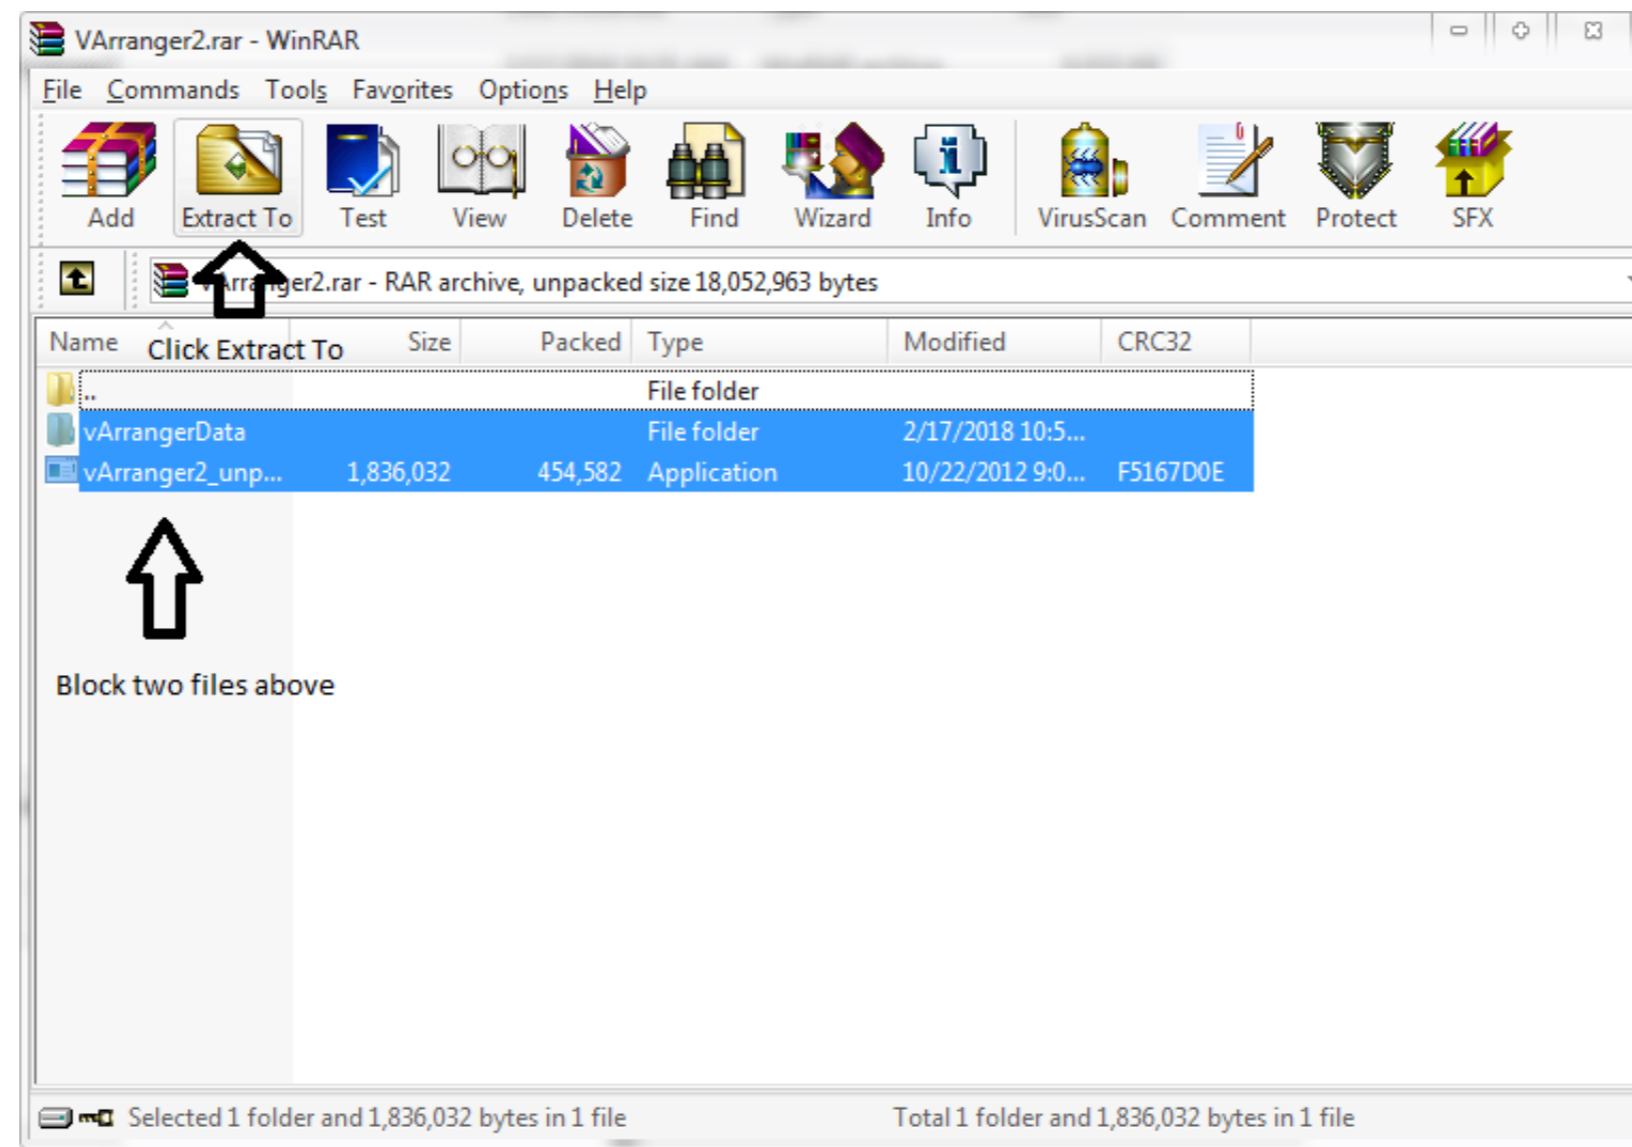 VArranger2.rar - WinRAR
File Commands Tools Favorites Options Help
Add Extract To Test View Delete Find Wizard Info VirusScan Comment Protect SFX
VArranger2.rar - RAR archive, unpacked size 18,052,963 bytes
Name Size Packed Type Modified CRC32
Click Extract To
.. File folder
vArrangerData File folder 2/17/2018 10:5...
vArranger2_unp... 1,836,032 454,582 Application 10/22/2012 9:0... F5167D0E
Block two files above
Selected 1 folder and 1,836,032 bytes in 1 file Total 1 folder and 1,836,032 bytes in 1 file